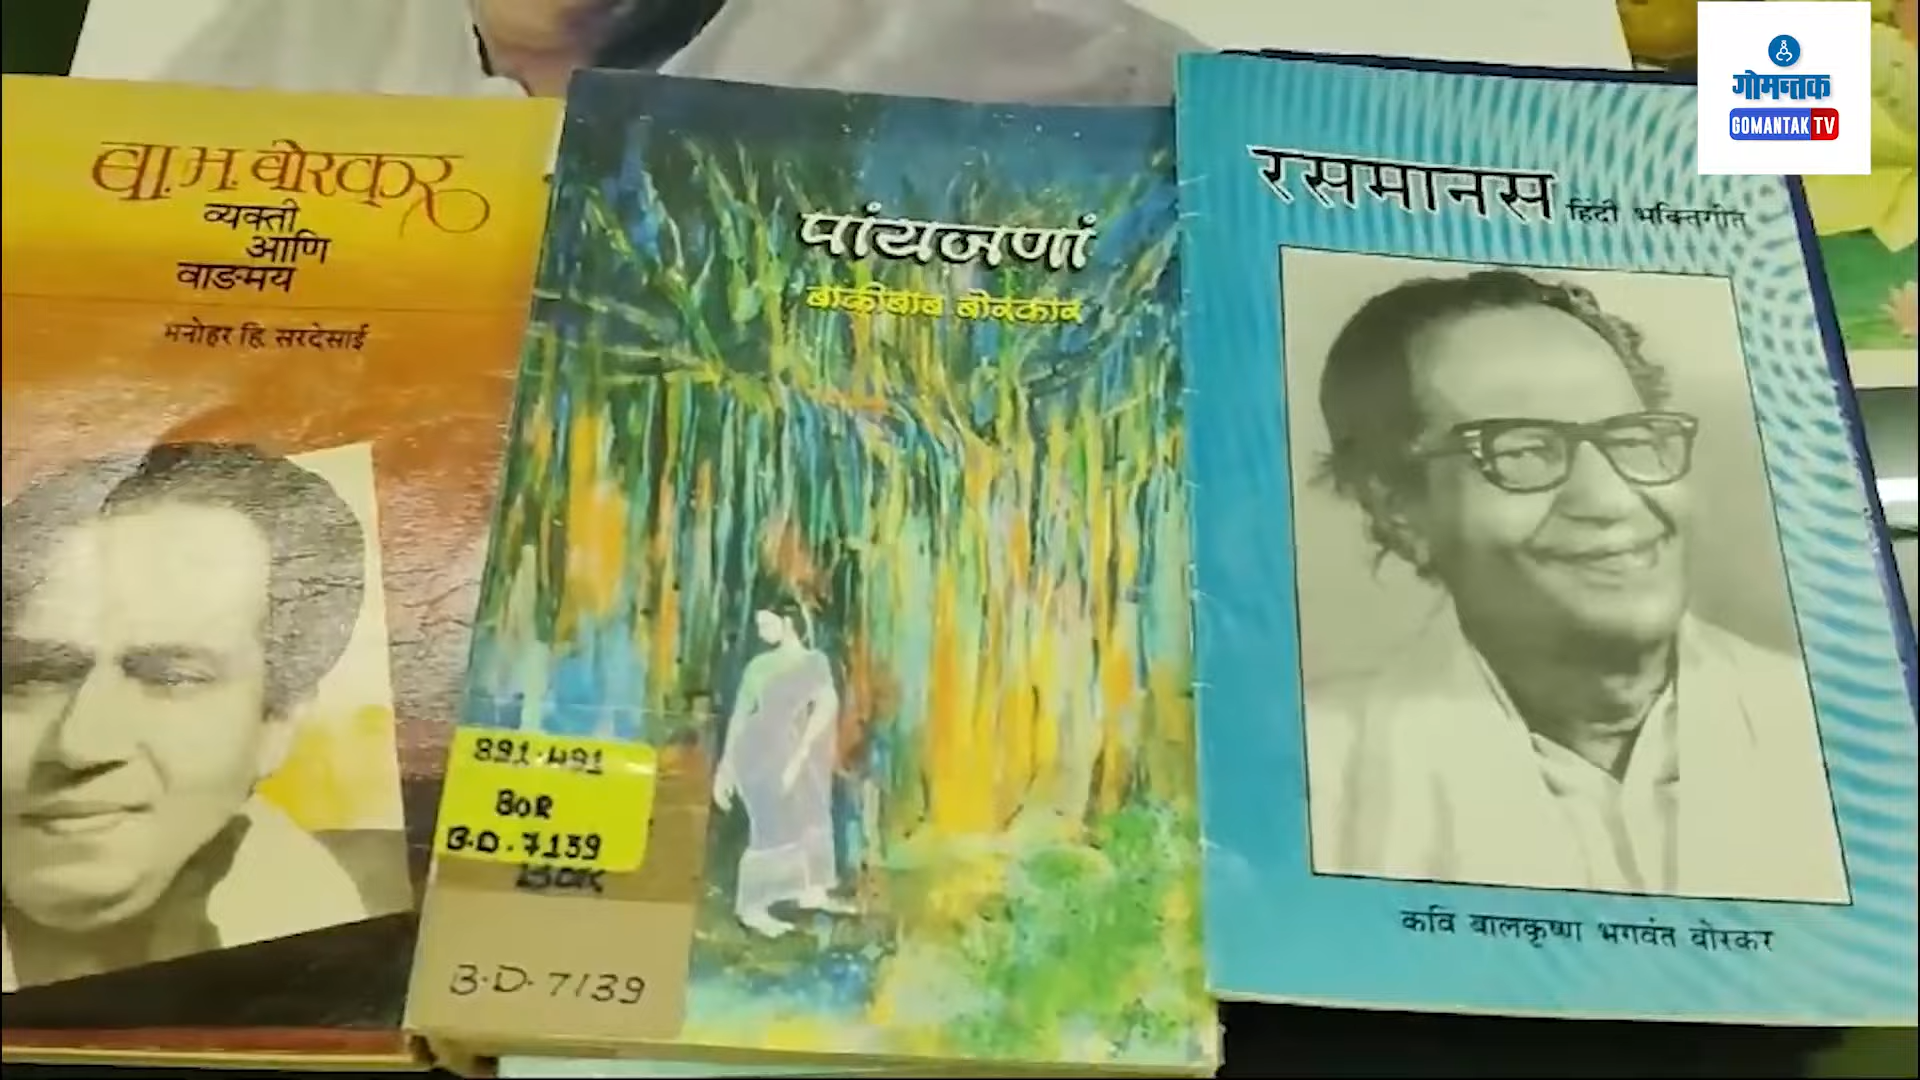 बा.भ. बोरकर
व्यक्ती
आणि
वाङमय
मनोहर हि. सरदेसाई
पांयजणां
बाकीबाब बोरकार
891.491
BOR
B.D. 7139
B.D. 7139
रसमानस हिंदी भक्तिगीत
कवि बालकृष्ण भगवंत बोरकर
गोमन्तक
GOMANTAK TV